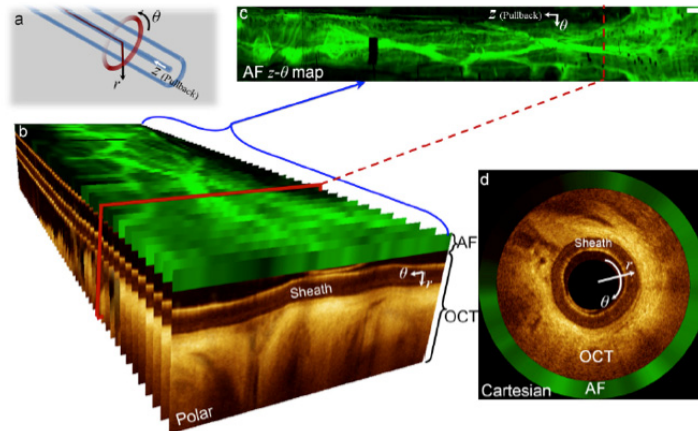 a
θ
r
z (Pullback)
c
z (Pullback)
θ
AF z-θ map
b
AF
θ
r
Sheath
OCT
Polar
d
Sheath
r
θ
OCT
Cartesian
AF